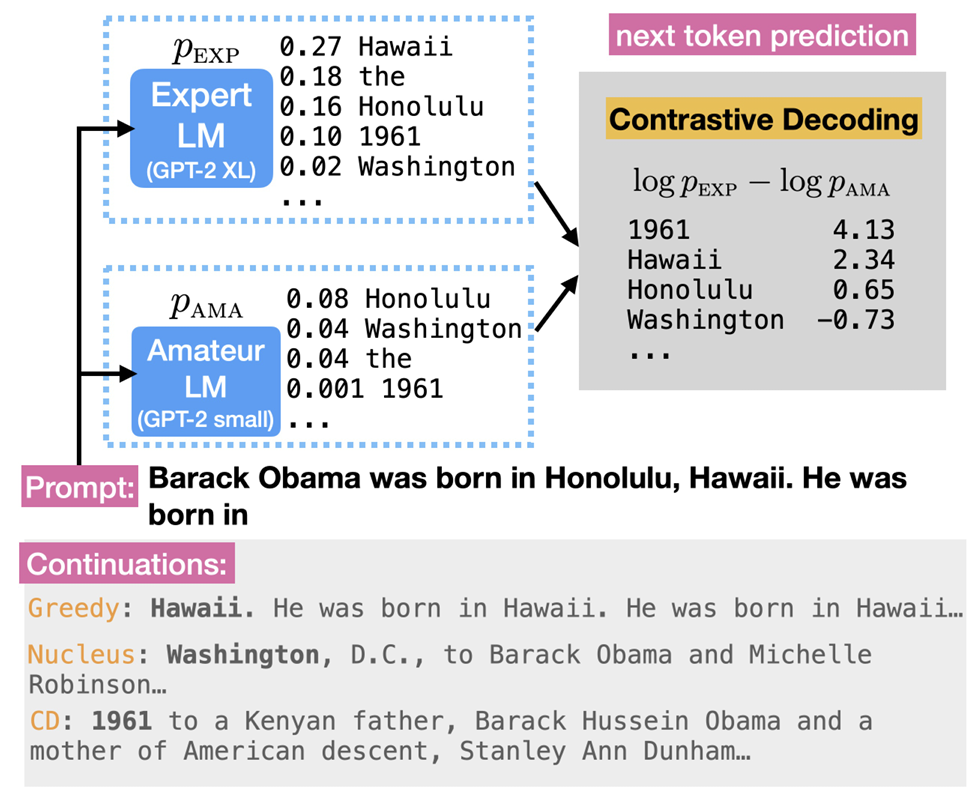 p_EXP
Expert
LM
(GPT-2 XL)
0.27 Hawaii
0.18 the
0.16 Honolulu
0.10 1961
0.02 Washington
...
p_AMA
Amateur
LM
(GPT-2 small)
0.08 Honolulu
0.04 Washington
0.04 the
0.001 1961
...
next token prediction
Contrastive Decoding
log p_EXP − log p_AMA
1961 4.13
Hawaii 2.34
Honolulu 0.65
Washington −0.73
...
Prompt: Barack Obama was born in Honolulu, Hawaii. He was
born in
Continuations:
Greedy: Hawaii. He was born in Hawaii. He was born in Hawaii…
Nucleus: Washington, D.C., to Barack Obama and Michelle
Robinson…
CD: 1961 to a Kenyan father, Barack Hussein Obama and a
mother of American descent, Stanley Ann Dunham…